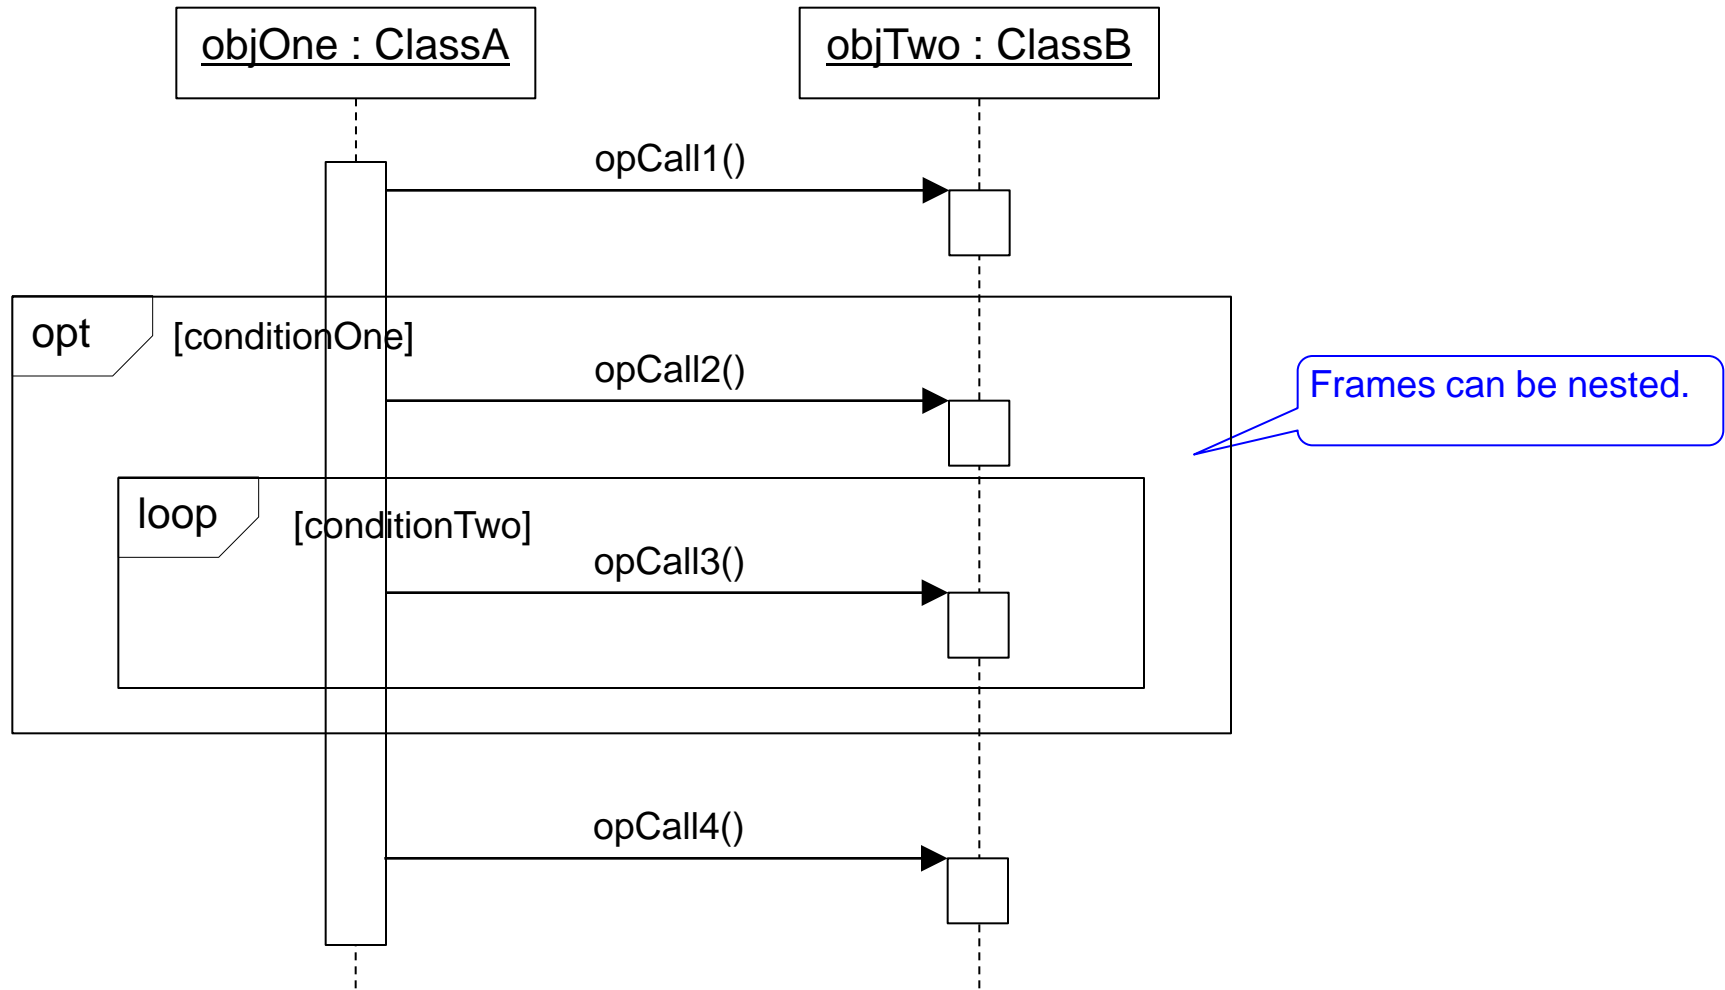 objOne : ClassA
objTwo : ClassB
opCall1()
opt
[conditionOne]
opCall2()
Frames can be nested.
loop
[conditionTwo]
opCall3()
opCall4()